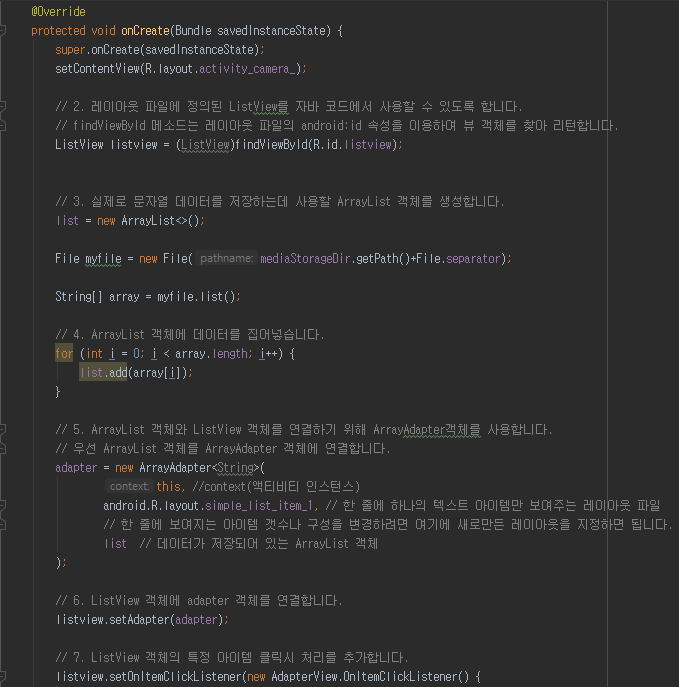 @Override
protected void onCreate(Bundle savedInstanceState) {
super.onCreate(savedInstanceState);
setContentView(R.layout.activity_camera_);
// 2. 레이아웃 파일에 정의된 ListView를 자바 코드에서 사용할 수 있도록 합니다.
// findViewById 메소드는 레이아웃 파일의 android:id 속성을 이용하여 뷰 객체를 찾아 리턴합니다.
ListView listview = (ListView)findViewById(R.id.listview);
// 3. 실제로 문자열 데이터를 저장하는데 사용할 ArrayList 객체를 생성합니다.
list = new ArrayList<>();
File myfile = new File( pathname: mediaStorageDir.getPath()+File.separator);
String[] array = myfile.list();
// 4. ArrayList 객체에 데이터를 집어넣습니다.
for (int i = 0; i < array.length; i++) {
list.add(array[i]);
}
// 5. ArrayList 객체와 ListView 객체를 연결하기 위해 ArrayAdapter객체를 사용합니다.
// 우선 ArrayList 객체를 ArrayAdapter 객체에 연결합니다.
adapter = new ArrayAdapter<String>(
context: this, //context(액티비티 인스턴스)
android.R.layout.simple_list_item_1, // 한 줄에 하나의 텍스트 아이템만 보여주는 레이아웃 파일
// 한 줄에 보여지는 아이템 갯수나 구성을 변경하려면 여기에 새로만든 레이아웃을 지정하면 됩니다.
list // 데이터가 저장되어 있는 ArrayList 객체
);
// 6. ListView 객체에 adapter 객체를 연결합니다.
listview.setAdapter(adapter);
// 7. ListView 객체의 특정 아이템 클릭시 처리를 추가합니다.
listview.setOnItemClickListener(new AdapterView.OnItemClickListener() {